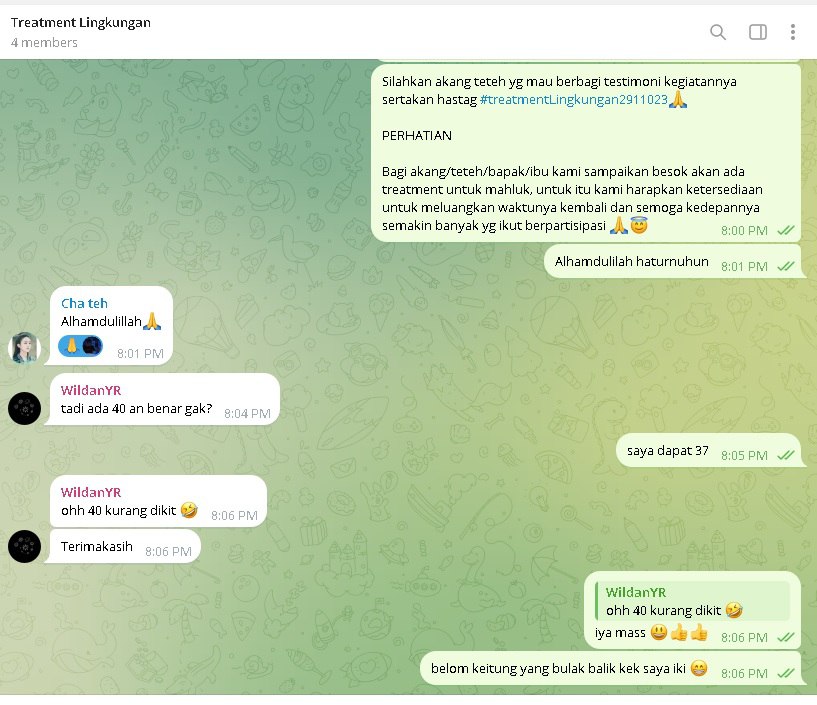 Treatment Lingkungan
4 members
Silahkan akang teteh yg mau berbagi testimoni kegiatannya
sertakan hastag #treatmentLingkungan2911023🙏
PERHATIAN
Bagi akang/teteh/bapak/ibu kami sampaikan besok akan ada
treatment untuk mahluk, untuk itu kami harapkan ketersediaan
untuk meluangkan waktunya kembali dan semoga kedepannya
semakin banyak yg ikut berpartisipasi 🙏😇 8:00 PM
Alhamdulilah haturnuhun 8:01 PM
Cha teh
Alhamdulillah🙏
🙏 8:01 PM
WildanYR
tadi ada 40 an benar gak? 8:04 PM
saya dapat 37 8:05 PM
WildanYR
ohh 40 kurang dikit 🤣 8:06 PM
Terimakasih 8:06 PM
WildanYR
ohh 40 kurang dikit 🤣
iya mass 😃👍👍 8:06 PM
belom keitung yang bulak balik kek saya iki 😁 8:06 PM